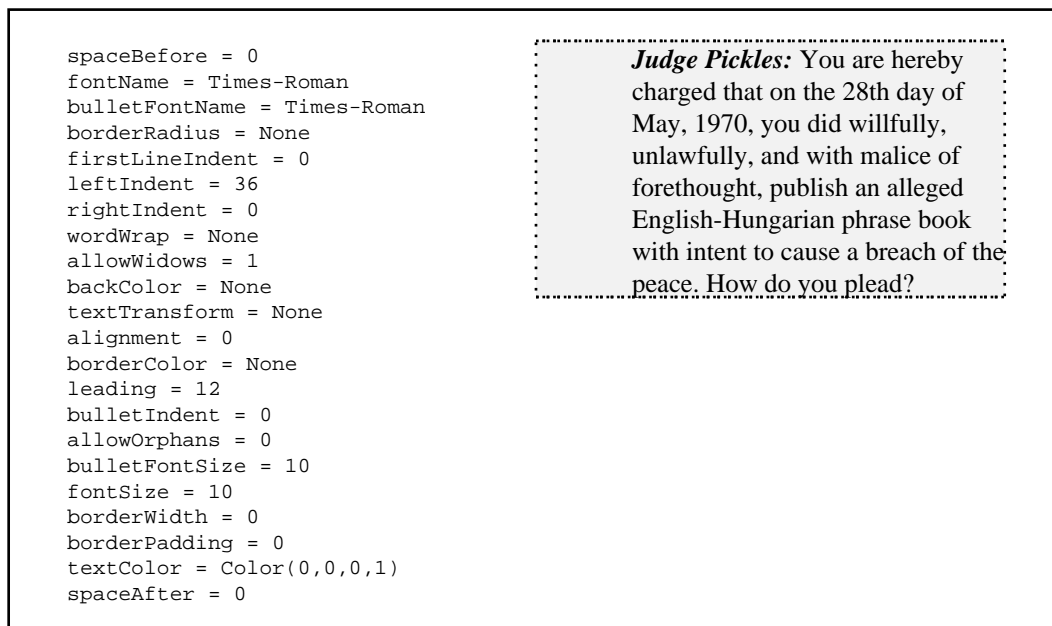 spaceBefore = 0
fontName = Times-Roman
bulletFontName = Times-Roman
borderRadius = None
firstLineIndent = 0
leftIndent = 36
rightIndent = 0
wordWrap = None
allowWidows = 1
backColor = None
textTransform = None
alignment = 0
borderColor = None
leading = 12
bulletIndent = 0
allowOrphans = 0
bulletFontSize = 10
fontSize = 10
borderWidth = 0
borderPadding = 0
textColor = Color(0,0,0,1)
spaceAfter = 0
Judge Pickles: You are hereby
charged that on the 28th day of
May, 1970, you did willfully,
unlawfully, and with malice of
forethought, publish an alleged
English-Hungarian phrase book
with intent to cause a breach of the
peace. How do you plead?